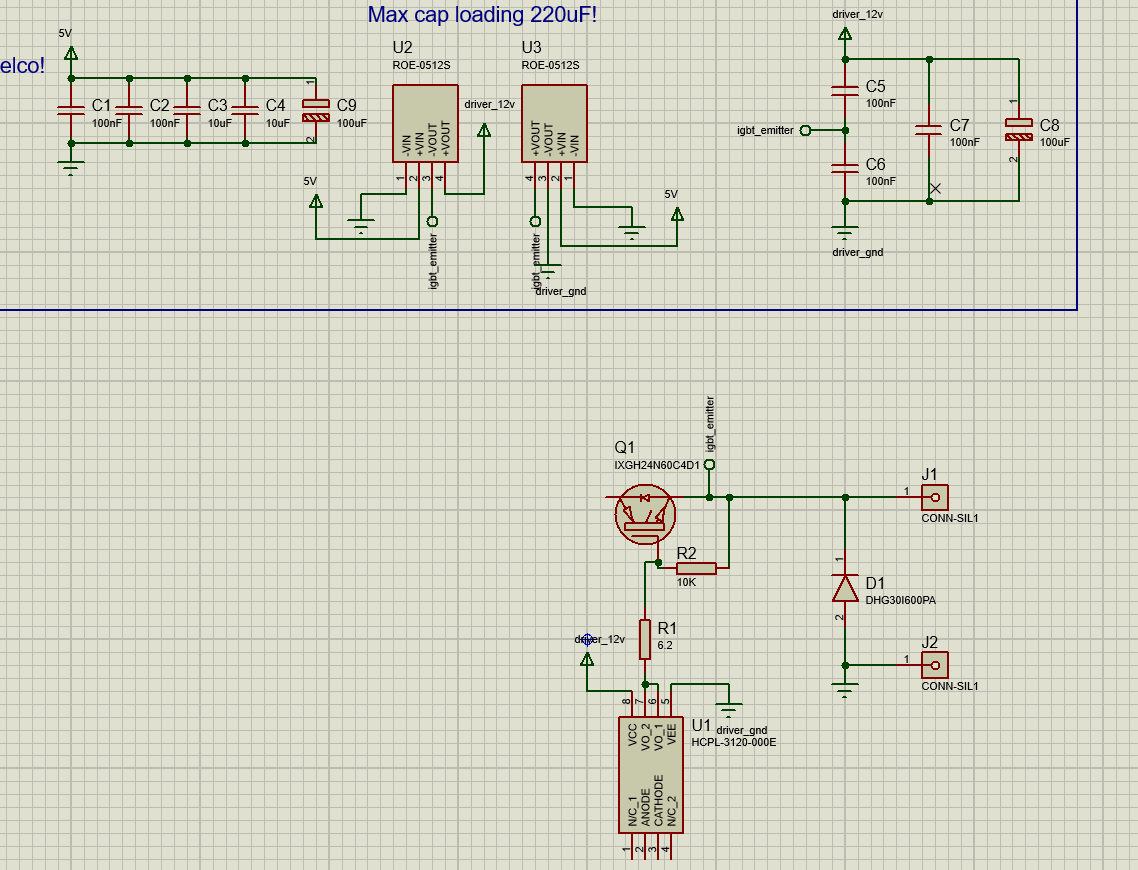 Max cap loading 220uF!
elco!
5V
C1
100nF
C2
100nF
C3
10uF
C4
10uF
1
C9
100uF
2
U2
ROE-0512S
-VIN
+VIN
-VOUT
+VOUT
1
2
3
4
driver_12v
5V
igbt_emitter
U3
ROE-0512S
+VOUT
-VOUT
+VIN
-VIN
4
3
2
1
5V
igbt_emitter
driver_gnd
driver_12v
C5
100nF
igbt_emitter
C6
100nF
C7
100nF
1
C8
100uF
2
driver_gnd
igbt_emitter
Q1
IXGH24N60C4D1
R2
10K
J1
1
CONN-SIL1
1
D1
DHG30I600PA
2
J2
1
CONN-SIL1
R1
6.2
driver_12v
8
7
6
5
driver_gnd
U1
HCPL-3120-000E
VCC
VO_2
VO_1
VEE
N/C_1
ANODE
CATHODE
N/C_2
1
2
3
4